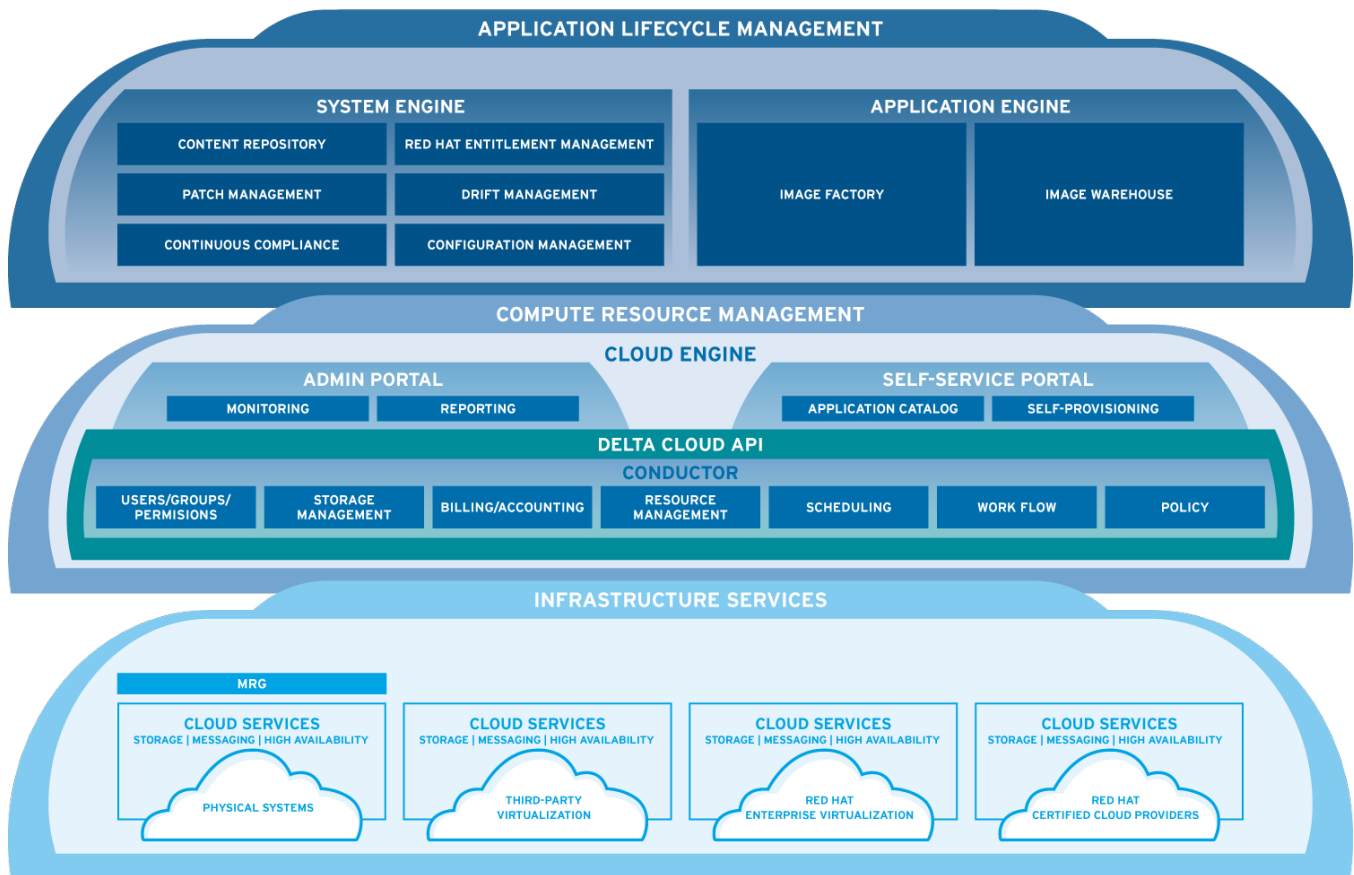 APPLICATION LIFECYCLE MANAGEMENT
SYSTEM ENGINE
CONTENT REPOSITORY
RED HAT ENTITLEMENT MANAGEMENT
PATCH MANAGEMENT
DRIFT MANAGEMENT
CONTINUOUS COMPLIANCE
CONFIGURATION MANAGEMENT
APPLICATION ENGINE
IMAGE FACTORY
IMAGE WAREHOUSE
COMPUTE RESOURCE MANAGEMENT
CLOUD ENGINE
ADMIN PORTAL
MONITORING
REPORTING
SELF-SERVICE PORTAL
APPLICATION CATALOG
SELF-PROVISIONING
DELTA CLOUD API
CONDUCTOR
USERS/GROUPS/
PERMISIONS
STORAGE
MANAGEMENT
BILLING/ACCOUNTING
RESOURCE
MANAGEMENT
SCHEDULING
WORK FLOW
POLICY
INFRASTRUCTURE SERVICES
MRG
CLOUD SERVICES
STORAGE | MESSAGING | HIGH AVAILABILITY
PHYSICAL SYSTEMS
CLOUD SERVICES
STORAGE | MESSAGING | HIGH AVAILABILITY
THIRD-PARTY
VIRTUALIZATION
CLOUD SERVICES
STORAGE | MESSAGING | HIGH AVAILABILITY
RED HAT
ENTERPRISE VIRTUALIZATION
CLOUD SERVICES
STORAGE | MESSAGING | HIGH AVAILABILITY
RED HAT
CERTIFIED CLOUD PROVIDERS